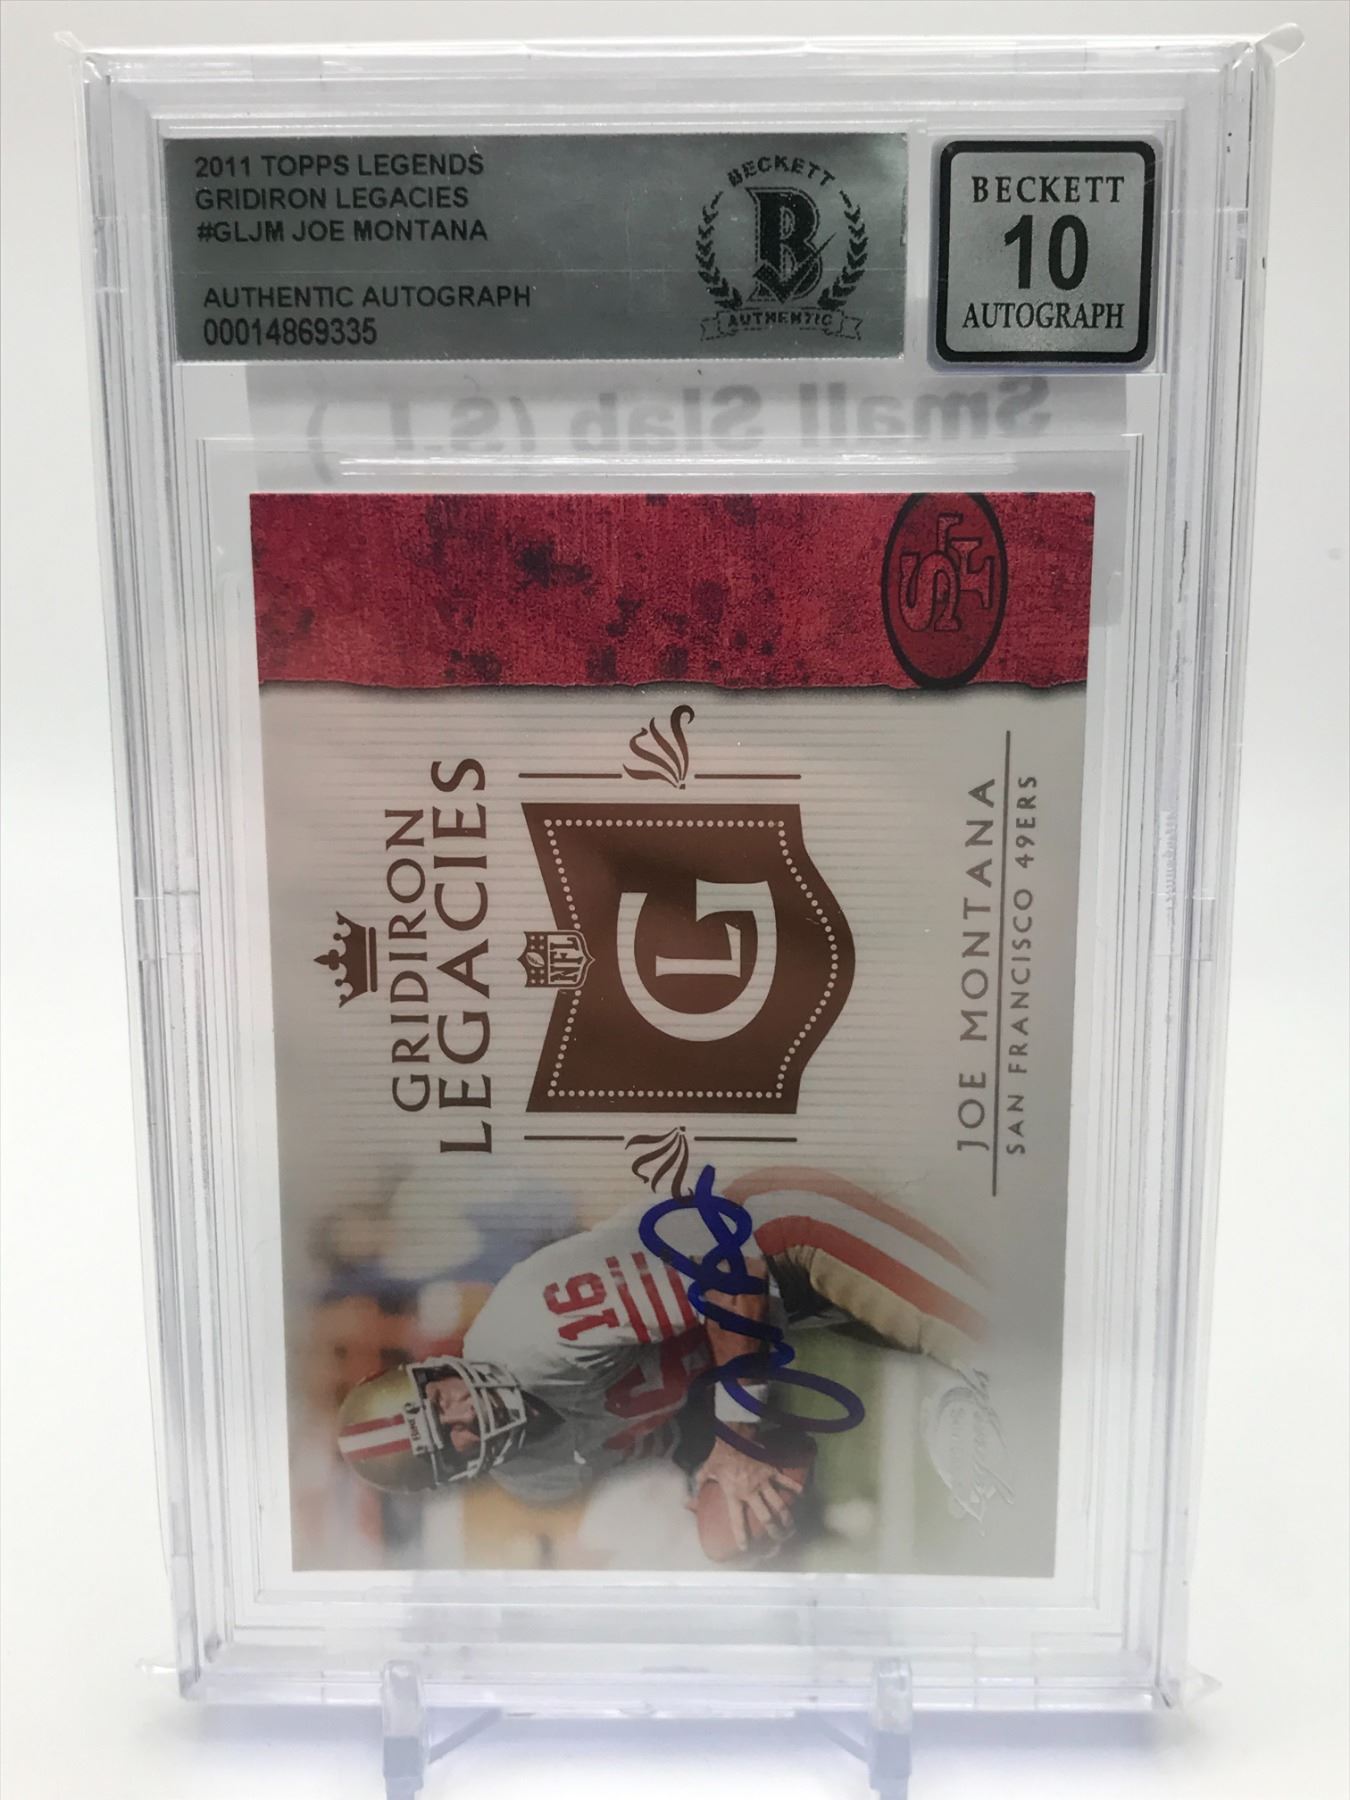 2011 TOPPS LEGENDS
GRIDIRON LEGACIES
#GLJM JOE MONTANA
AUTHENTIC AUTOGRAPH
00014869335
BECKETT
B
AUTHENTIC
BECKETT
10
AUTOGRAPH
Small Slab (S.T.)
SF
GRIDIRON
LEGACIES
NFL
GL
JOE MONTANA
SAN FRANCISCO 49ERS
16
Legends